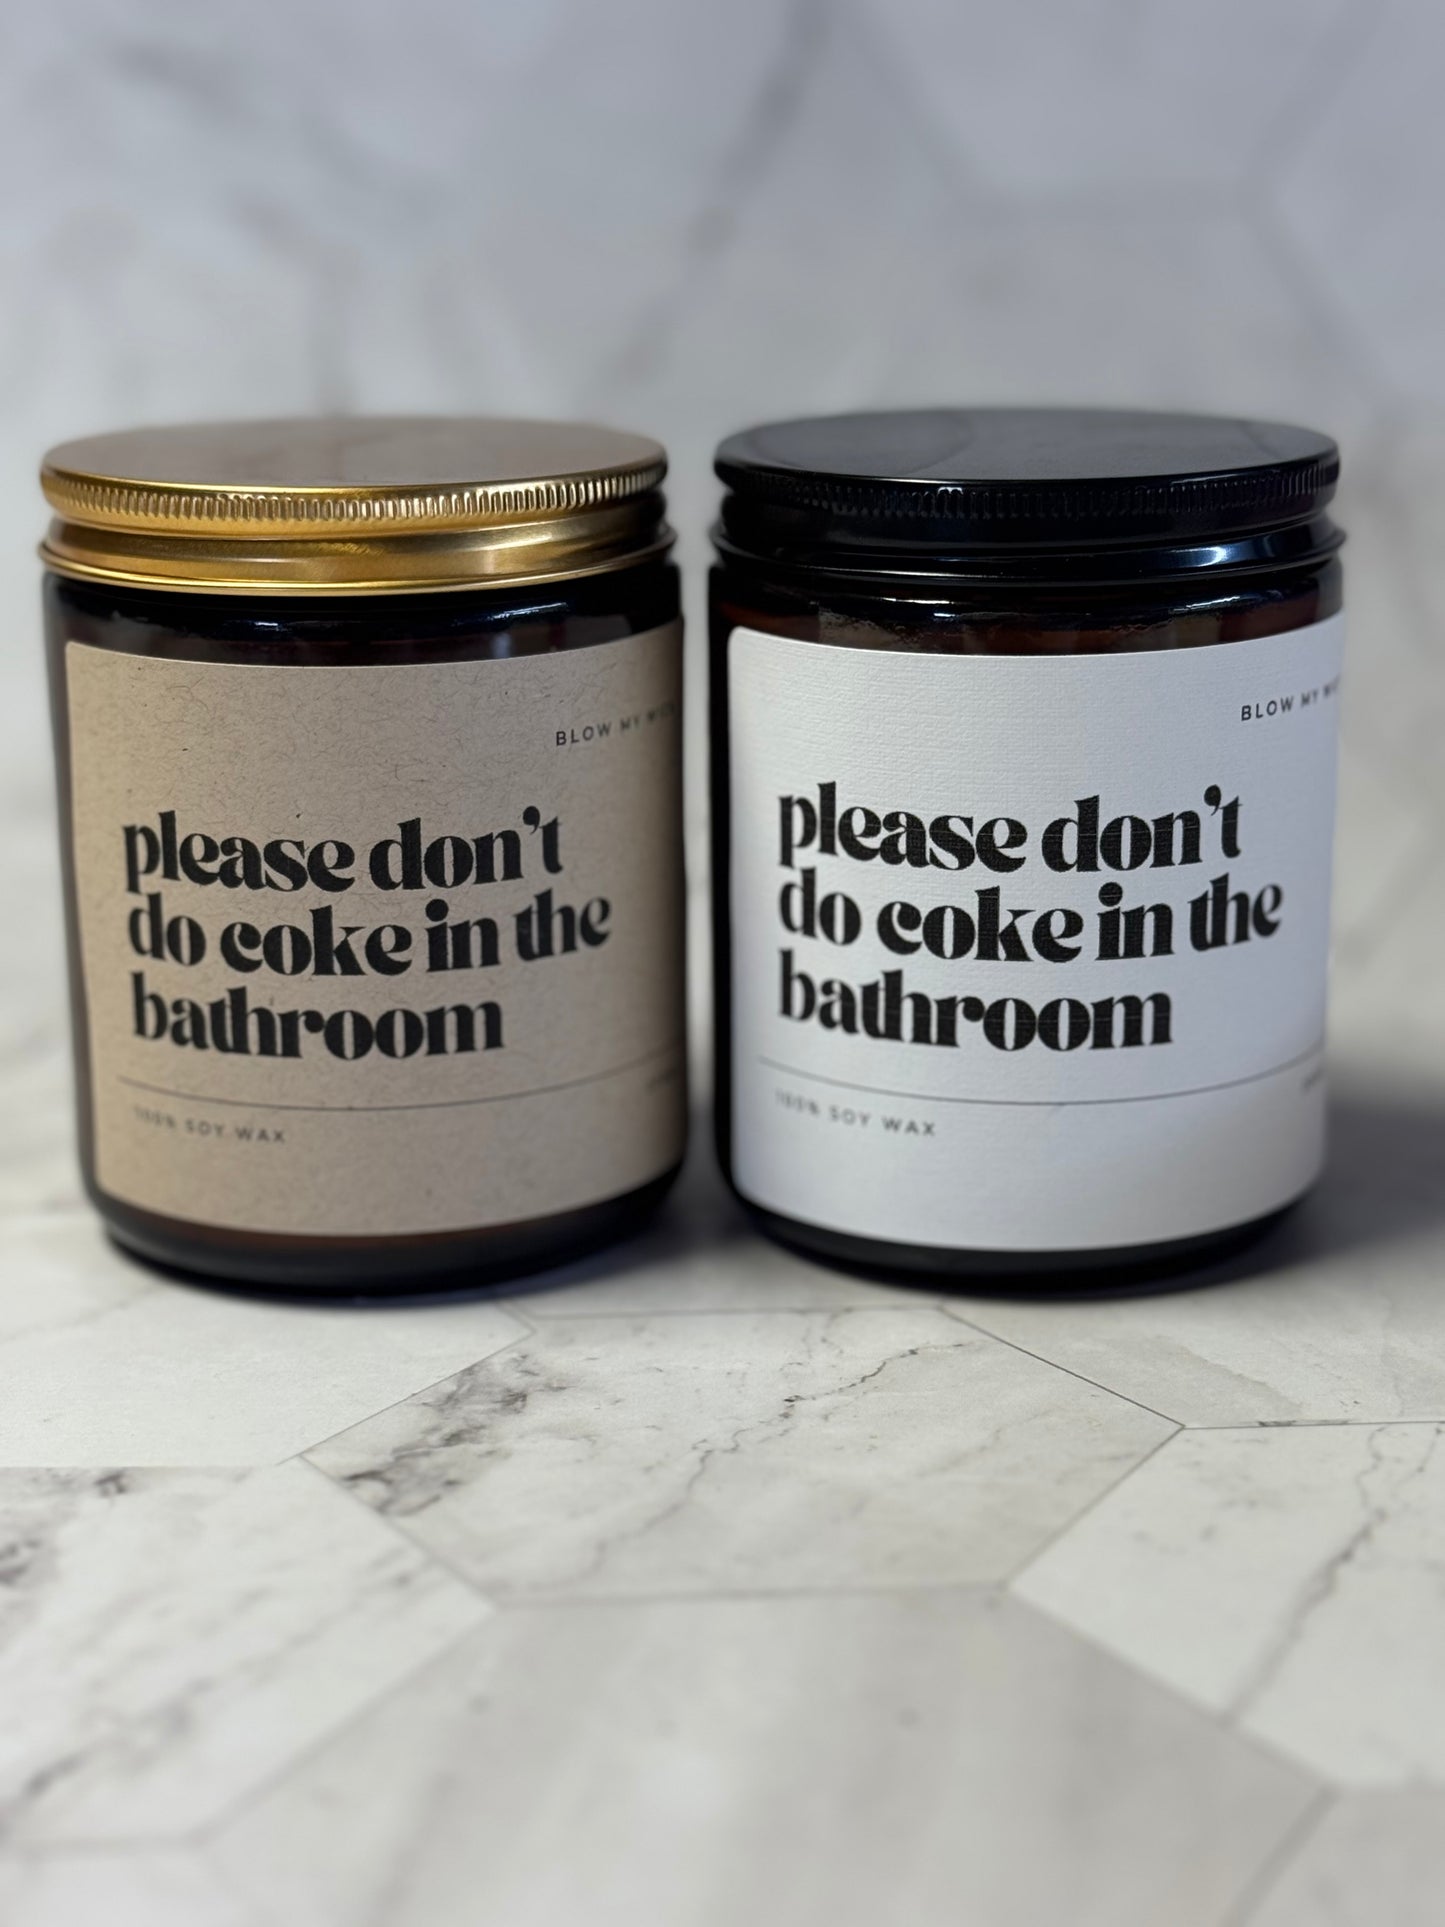 BLOW MY
please don't
do coke in the
bathroom
100% SOY WAX
BLOW MY
please don't
do coke in the
bathroom
100% SOY WAX